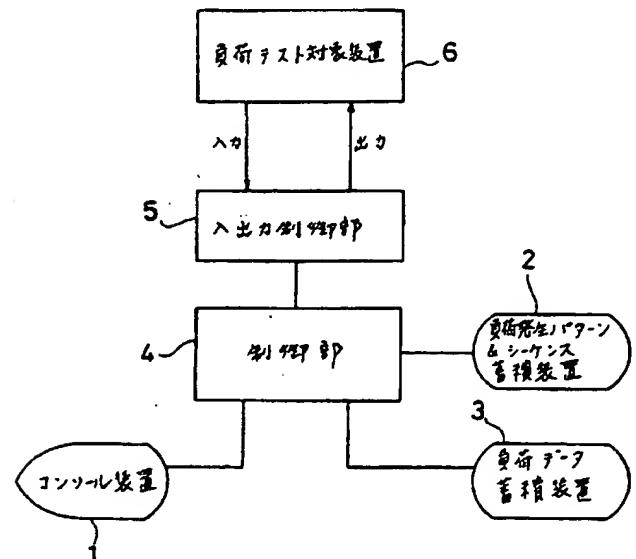 負荷テスト対象装置
6
入力
出力
5
入出力制御部
2
負荷発生パターン
&シーケンス
蓄積装置
4
制御部
3
負荷データ
蓄積装置
コンソール装置
1